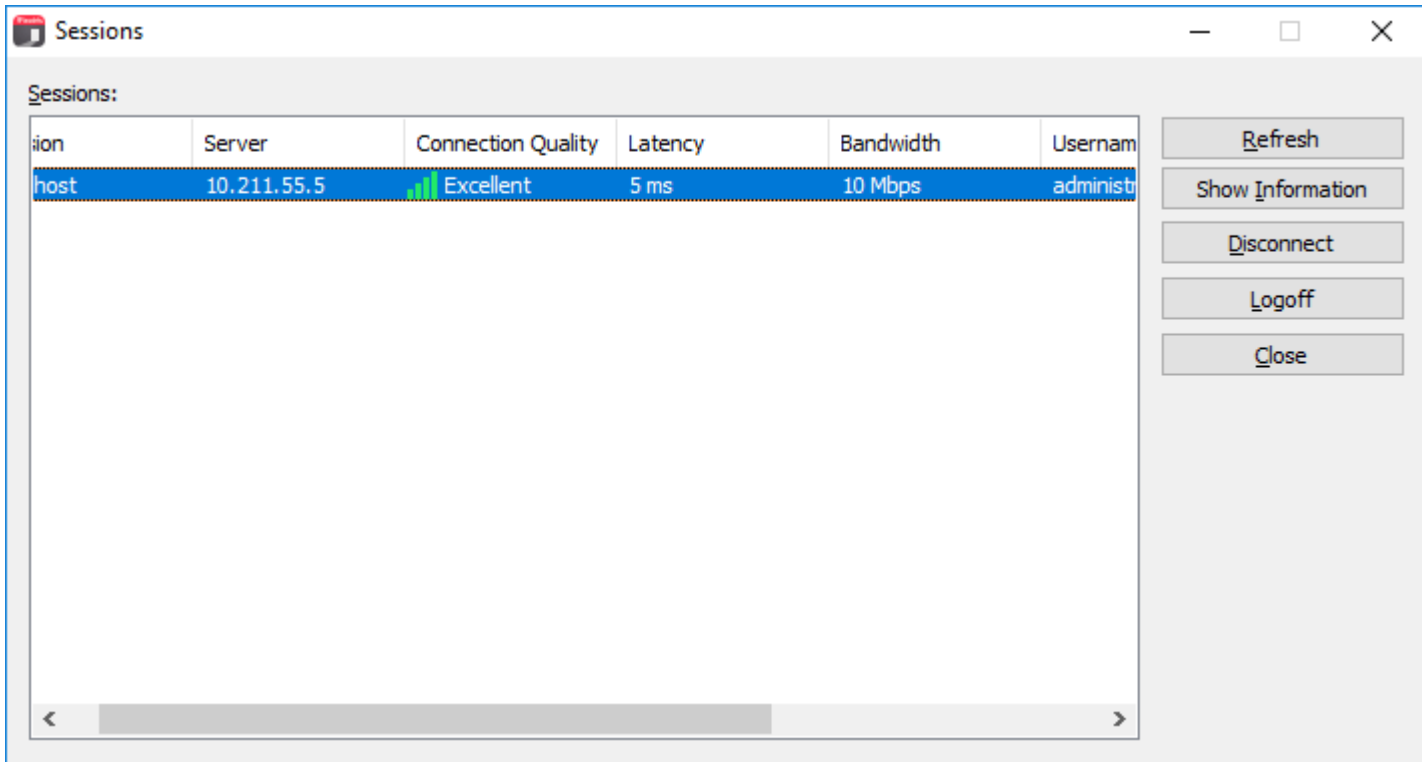 Sessions
Sessions:
sion Server Connection Quality Latency Bandwidth Usernam
host 10.211.55.5 Excellent 5 ms 10 Mbps administr
Refresh
Show Information
Disconnect
Logoff
Close